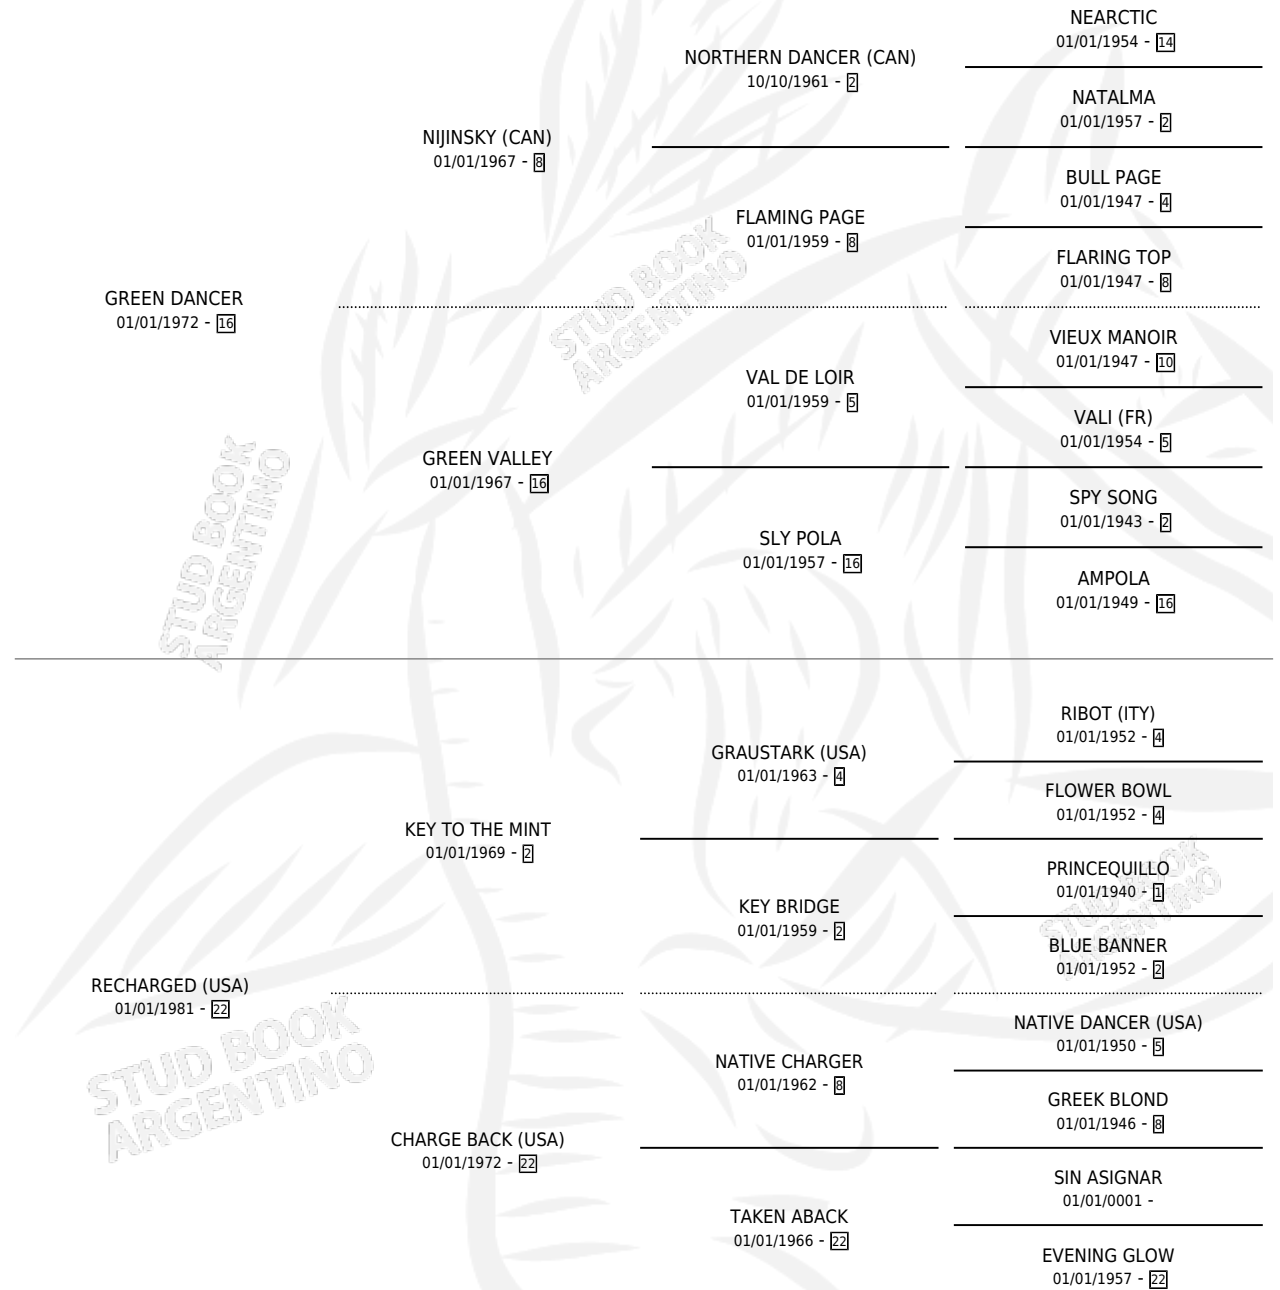 NEARCTIC
01/01/1954 - 14
NORTHERN DANCER (CAN)
10/10/1961 - 2
NATALMA
01/01/1957 - 2
NIJINSKY (CAN)
01/01/1967 - 8
BULL PAGE
01/01/1947 - 4
FLAMING PAGE
01/01/1959 - 8
FLARING TOP
01/01/1947 - 8
GREEN DANCER
01/01/1972 - 16
VIEUX MANOIR
01/01/1947 - 10
VAL DE LOIR
01/01/1959 - 5
VALI (FR)
01/01/1954 - 5
GREEN VALLEY
01/01/1967 - 16
SPY SONG
01/01/1943 - 2
SLY POLA
01/01/1957 - 16
AMPOLA
01/01/1949 - 16
RIBOT (ITY)
01/01/1952 - 4
GRAUSTARK (USA)
01/01/1963 - 4
FLOWER BOWL
01/01/1952 - 4
KEY TO THE MINT
01/01/1969 - 2
PRINCEQUILLO
01/01/1940 - 1
KEY BRIDGE
01/01/1959 - 2
BLUE BANNER
01/01/1952 - 2
RECHARGED (USA)
01/01/1981 - 22
NATIVE DANCER (USA)
01/01/1950 - 5
NATIVE CHARGER
01/01/1962 - 8
GREEK BLOND
01/01/1946 - 8
CHARGE BACK (USA)
01/01/1972 - 22
SIN ASIGNAR
01/01/0001 -
TAKEN ABACK
01/01/1966 - 22
EVENING GLOW
01/01/1957 - 22
STUD BOOK
ARGENTINO
STUD BOOK
ARGENTINO
STUD BOOK
ARGENTINO
STUD BOOK
ARGENTINO